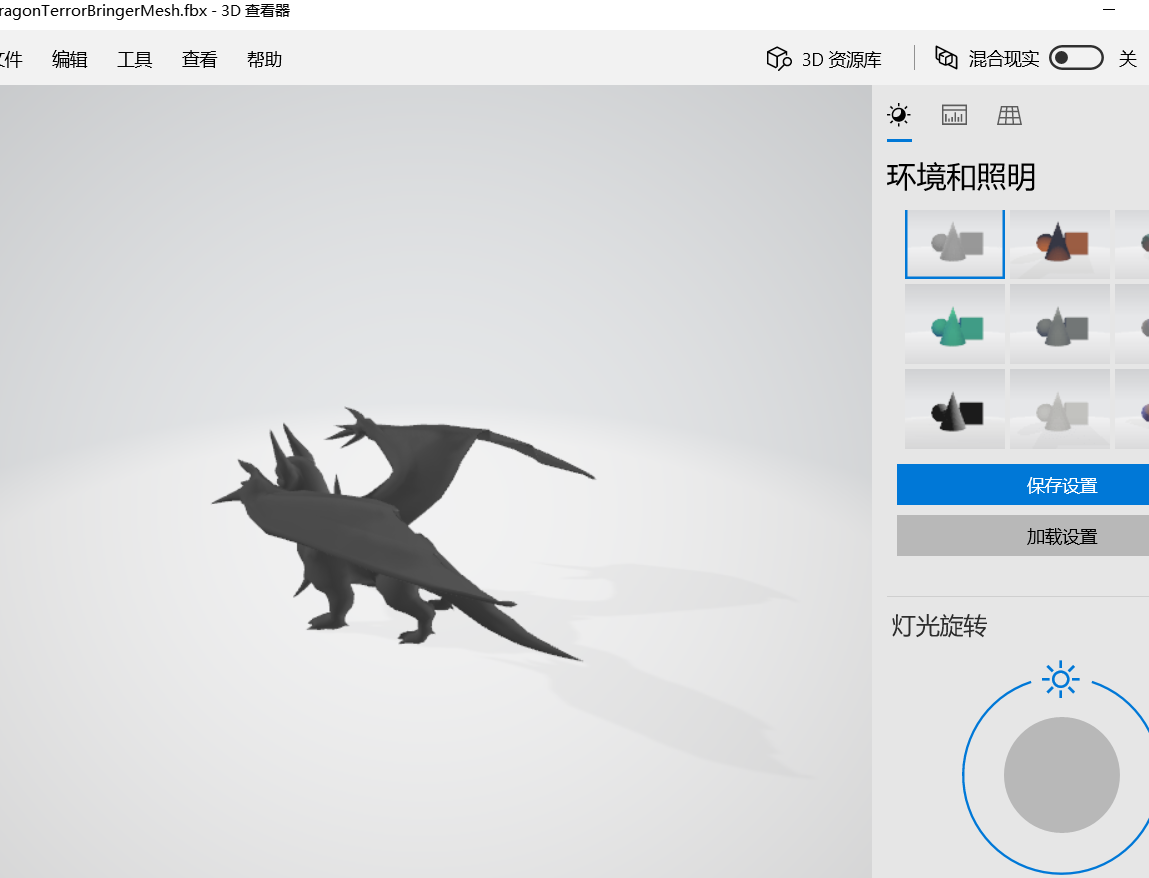 ragonTerrorBringerMesh.fbx - 3D 查看器
文件 编辑 工具 查看 帮助 3D 资源库 混合现实 关
环境和照明
保存设置
加载设置
灯光旋转